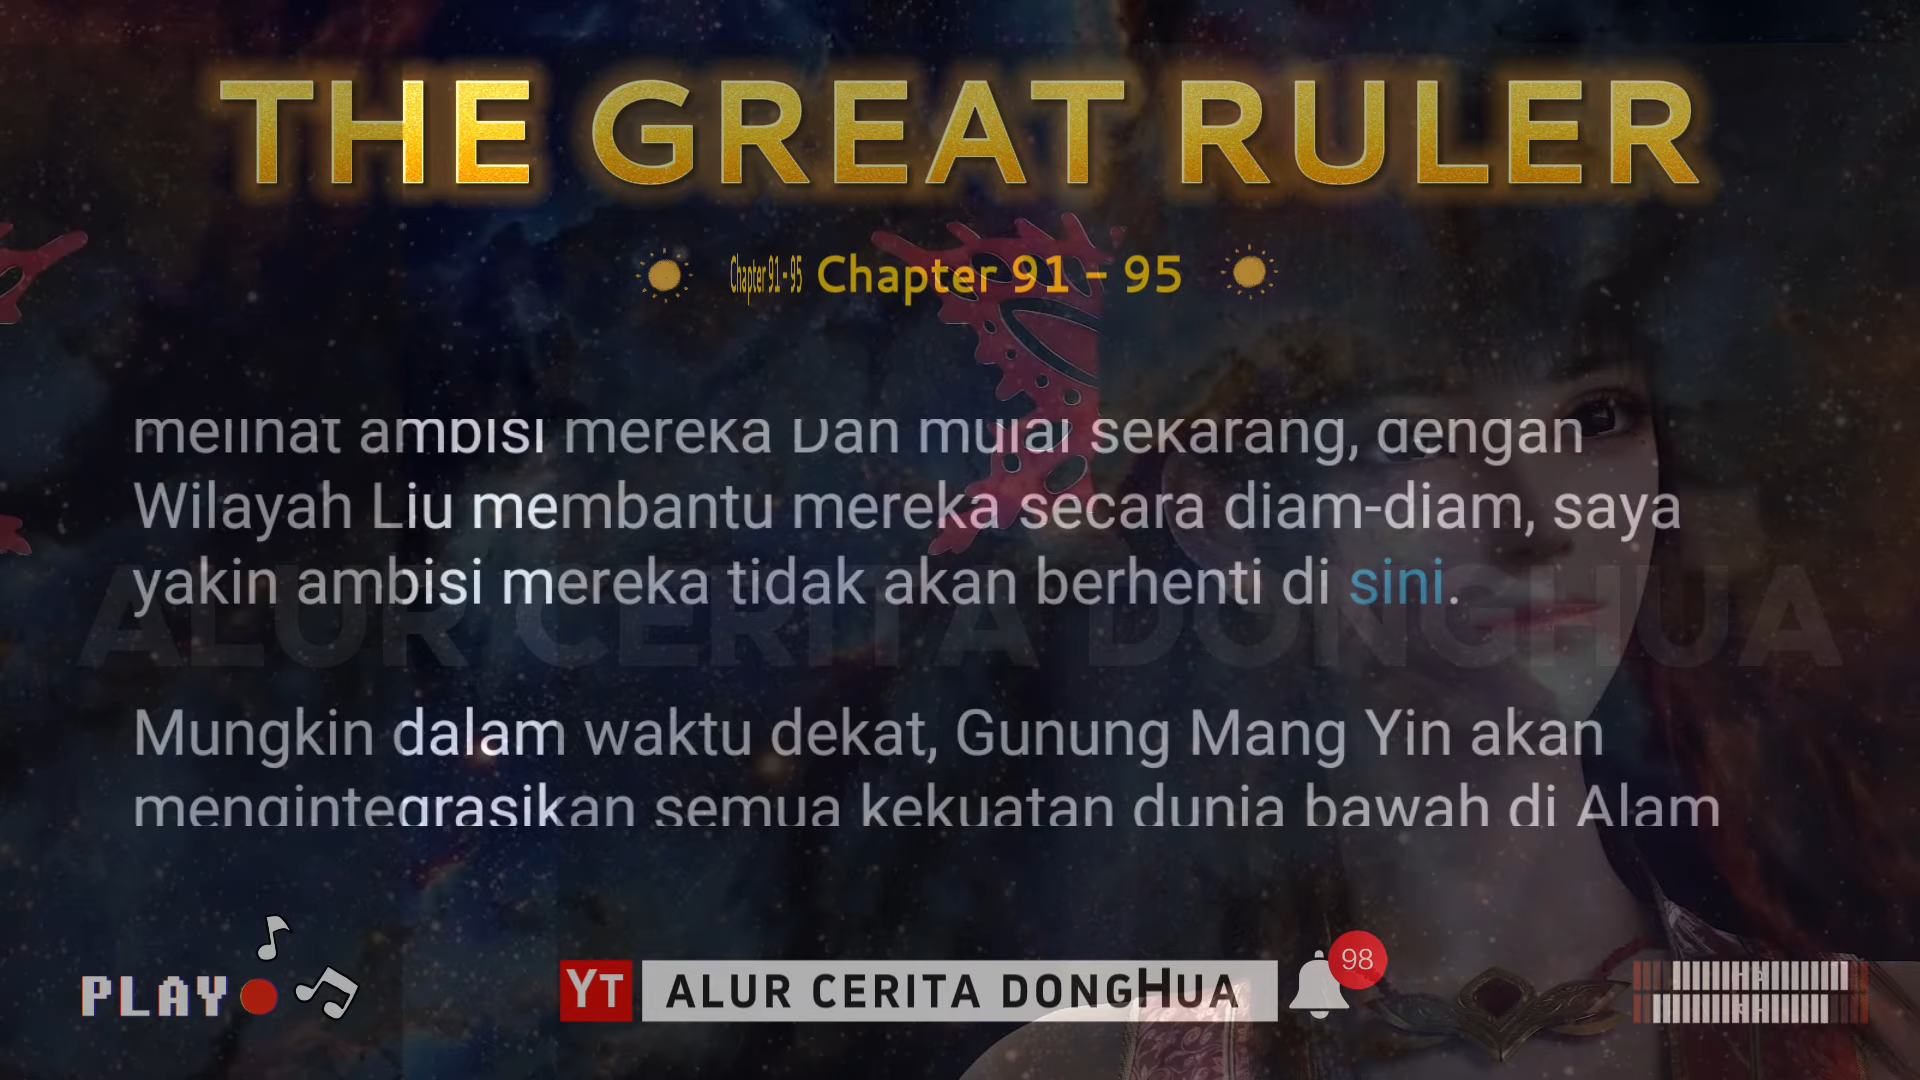 THE GREAT RULER
Chapter 91 - 95 Chapter 91 - 95
melihat ambisi mereka Dan mulai sekarang, dengan
Wilayah Liu membantu mereka secara diam-diam, saya
yakin ambisi mereka tidak akan berhenti di sini.
ALUR CERITA DONGHUA
Mungkin dalam waktu dekat, Gunung Mang Yin akan
mengintegrasikan semua kekuatan dunia bawah di Alam
PLAY
YT ALUR CERITA DONGHUA
98